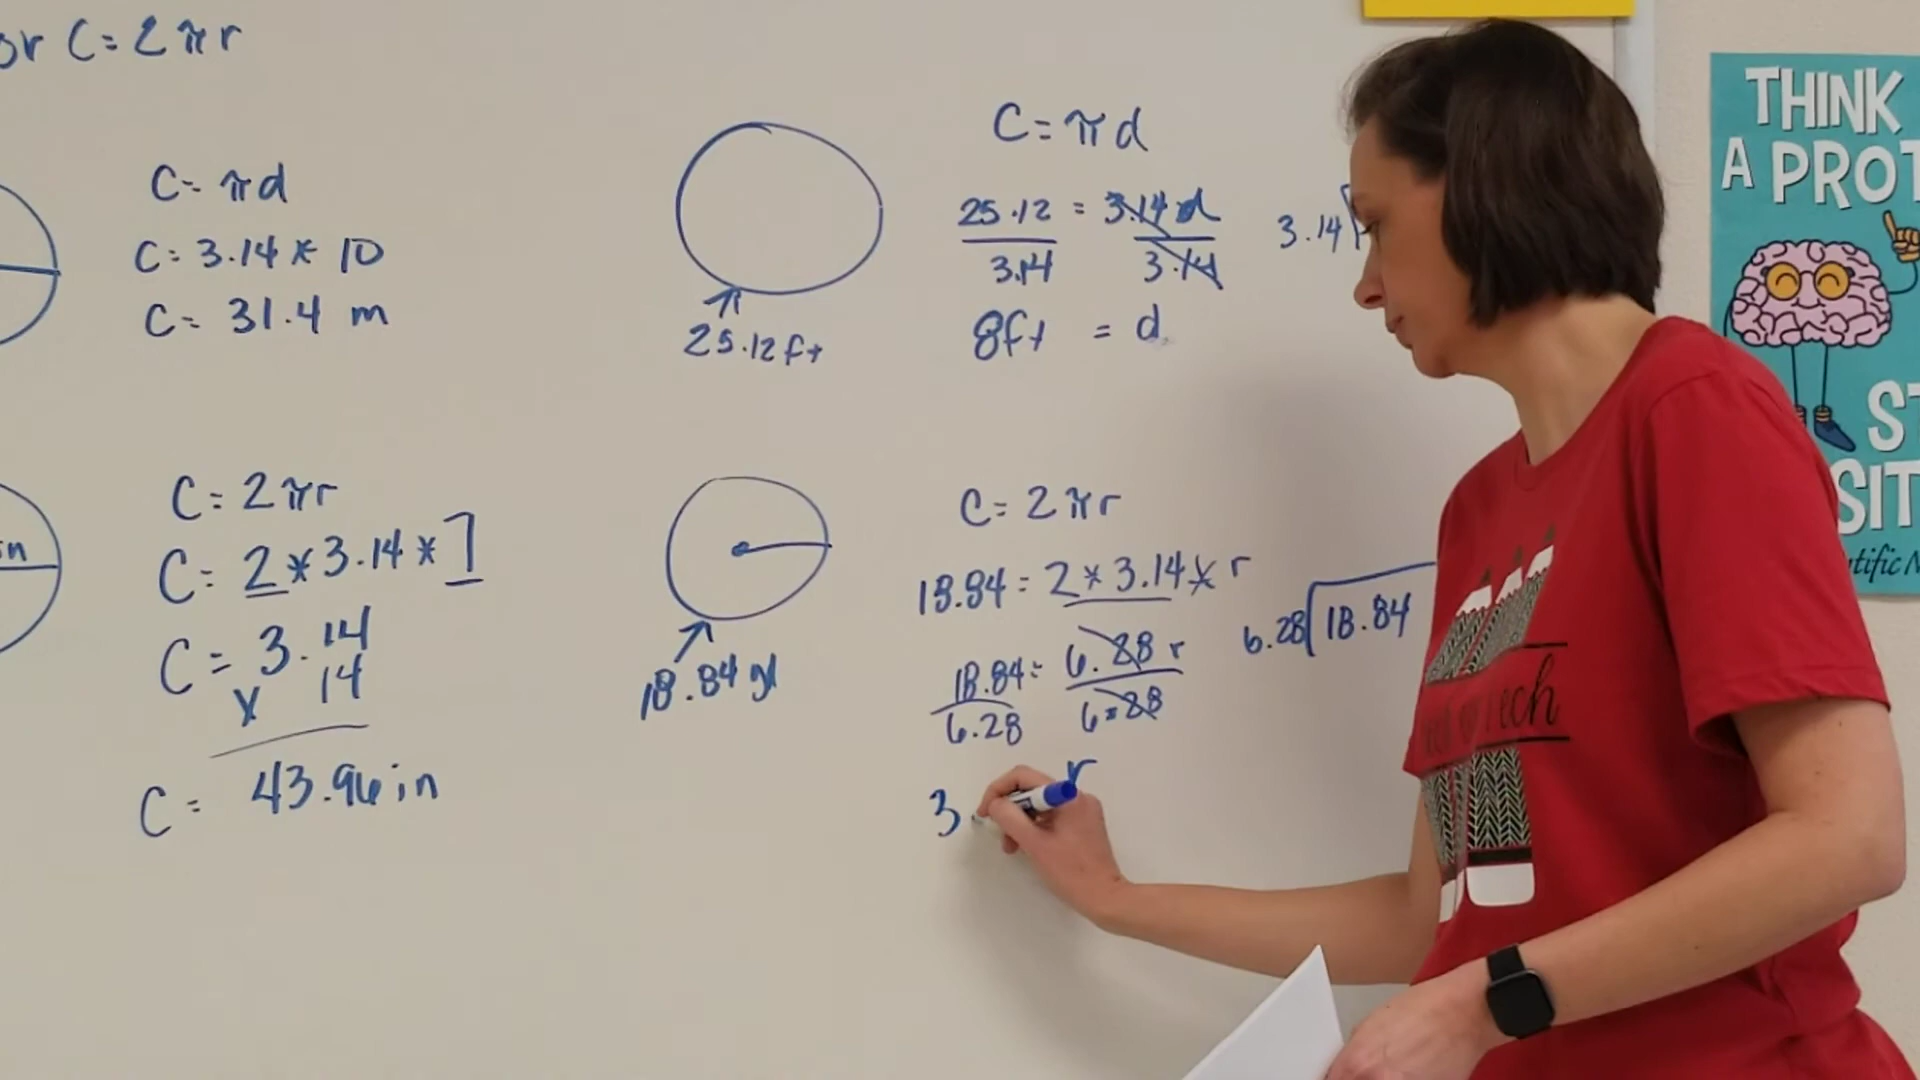 or C = 2πr
C = πd
C = 3.14 * 10
C = 31.4 m
in
C = 2πr
C = 2 * 3.14 * 7
C = 3.14
x 14
C = 43.96 in
25.12 ft
C = πd
25.12 = 3.14 d
3.14 3.14
8ft = d
3.14
18.84 yd
C = 2πr
18.84 = 2 * 3.14 * r
18.84 = 6.28 r
6.28 6.28
3 r
6.28 18.84
THINK
A PROT
ST
SIT